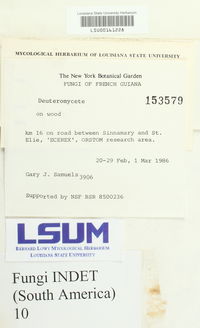 Louisiana State University Herbarium
LSU00141228
MYCOLOGICAL HERBARIUM OF LOUISIANA STATE UNIVERSITY
The New York Botanical Garden
FUNGI OF FRENCH GUIANA
Deuteromycete 153579
on wood
km 16 on road between Sinnamary and St.
Elie, 'ECEREX', ORSTOM research area.
20-29 Feb, 1 Mar 1986
Gary J. Samuels 3906
Supported by NSF BSR 8500236
LSUM
BERNARD LOWY MYCOLOGICAL HERBARIUM
LOUISIANA STATE UNIVERSITY
Fungi INDET
(South America)
10